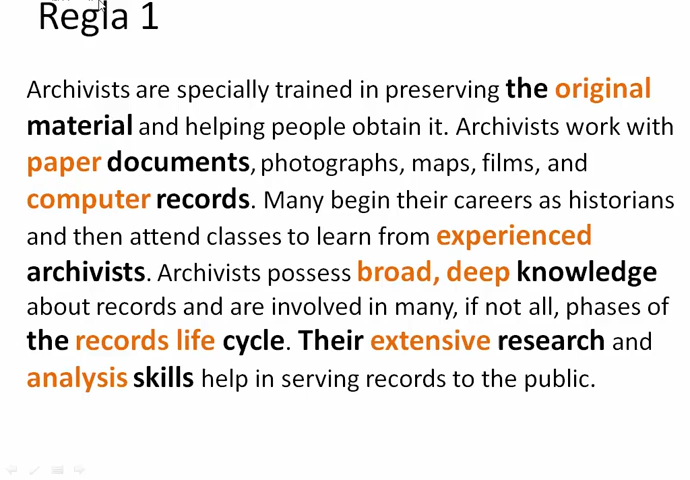 Regla 1
Archivists are specially trained in preserving the original
material and helping people obtain it. Archivists work with
paper documents, photographs, maps, films, and
computer records. Many begin their careers as historians
and then attend classes to learn from experienced
archivists. Archivists possess broad, deep knowledge
about records and are involved in many, if not all, phases of
the records life cycle. Their extensive research and
analysis skills help in serving records to the public.